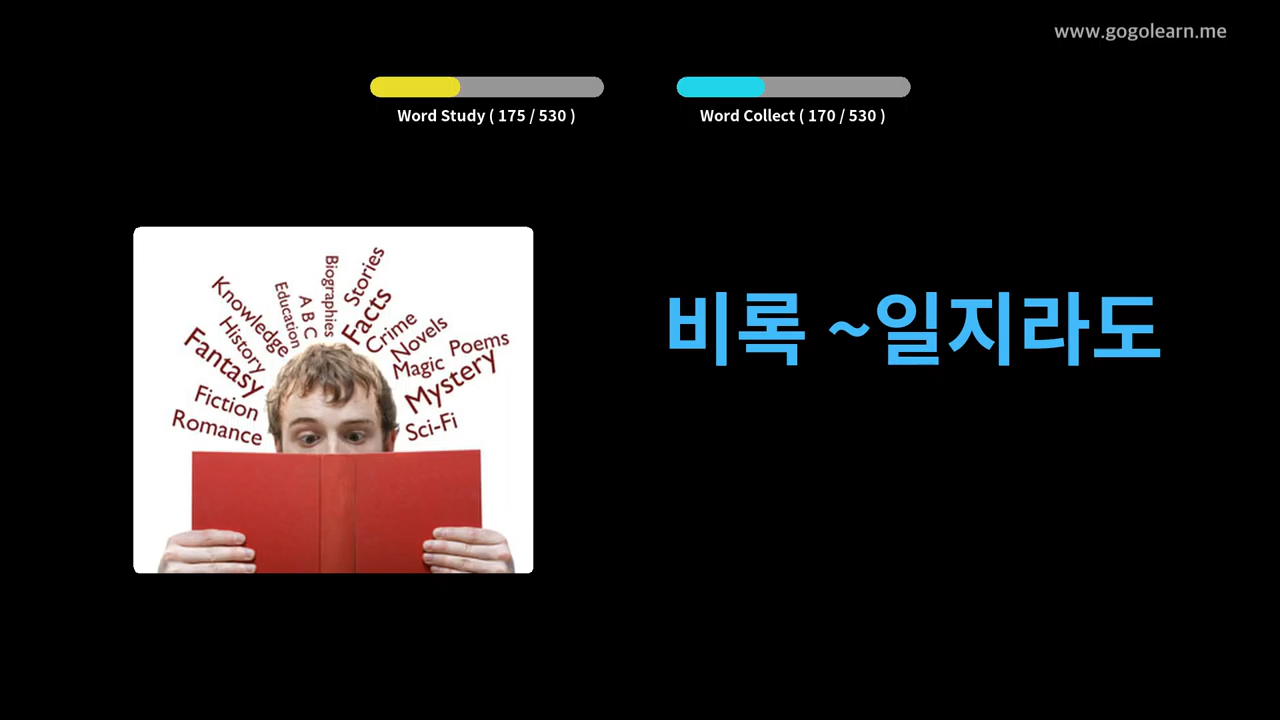 www.gogolearn.me
Word Study ( 175 / 530 )
Word Collect ( 170 / 530 )
Knowledge
History
Fantasy
Fiction
Romance
Education
A B C
Biographies
Stories
Facts
Crime
Novels
Magic
Poems
Mystery
Sci-Fi
비록 ~일지라도